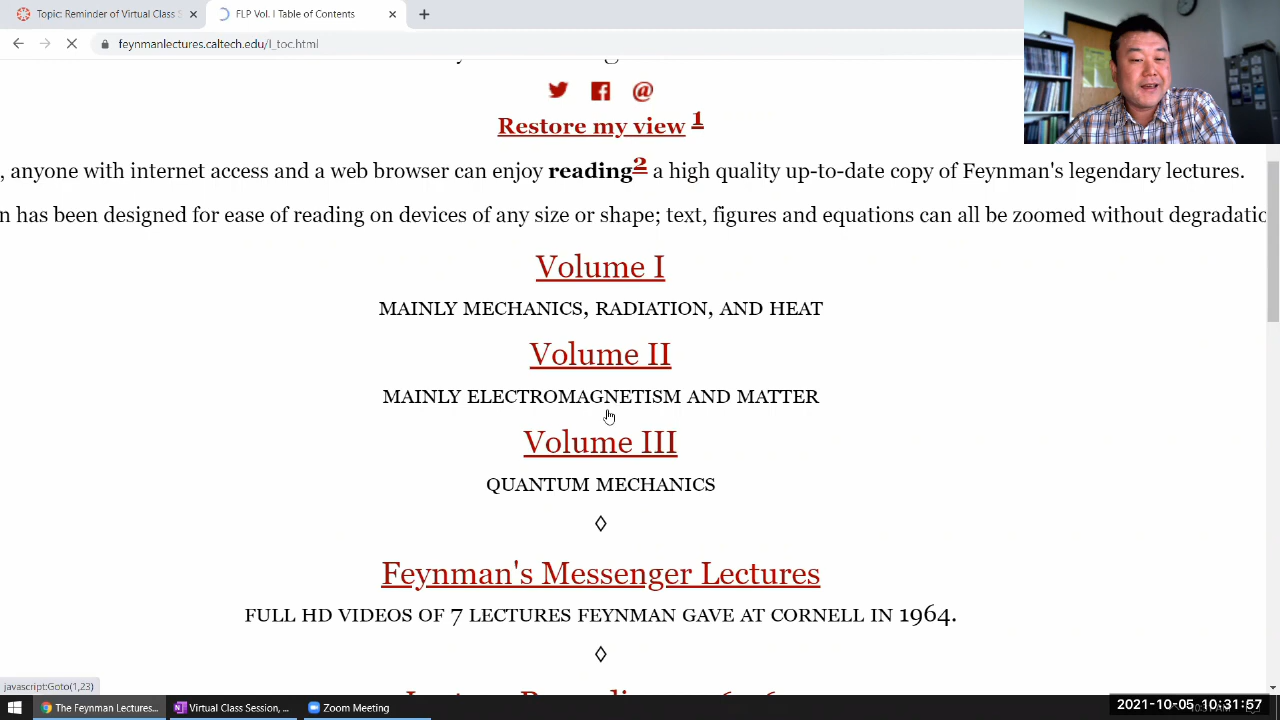 Topic: Reminder of Virtual Class S
FLP Vol. I Table of Contents
feynmanlectures.caltech.edu/I_toc.html
Restore my view 1
, anyone with internet access and a web browser can enjoy reading2 a high quality up-to-date copy of Feynman's legendary lectures.
n has been designed for ease of reading on devices of any size or shape; text, figures and equations can all be zoomed without degradatio
Volume I
MAINLY MECHANICS, RADIATION, AND HEAT
Volume II
MAINLY ELECTROMAGNETISM AND MATTER
Volume III
QUANTUM MECHANICS
Feynman's Messenger Lectures
FULL HD VIDEOS OF 7 LECTURES FEYNMAN GAVE AT CORNELL IN 1964.
javascript:Goto(1,23)
The Feynman Lectures...
Virtual Class Session, ...
Zoom Meeting
2021-10-05 10:31:57